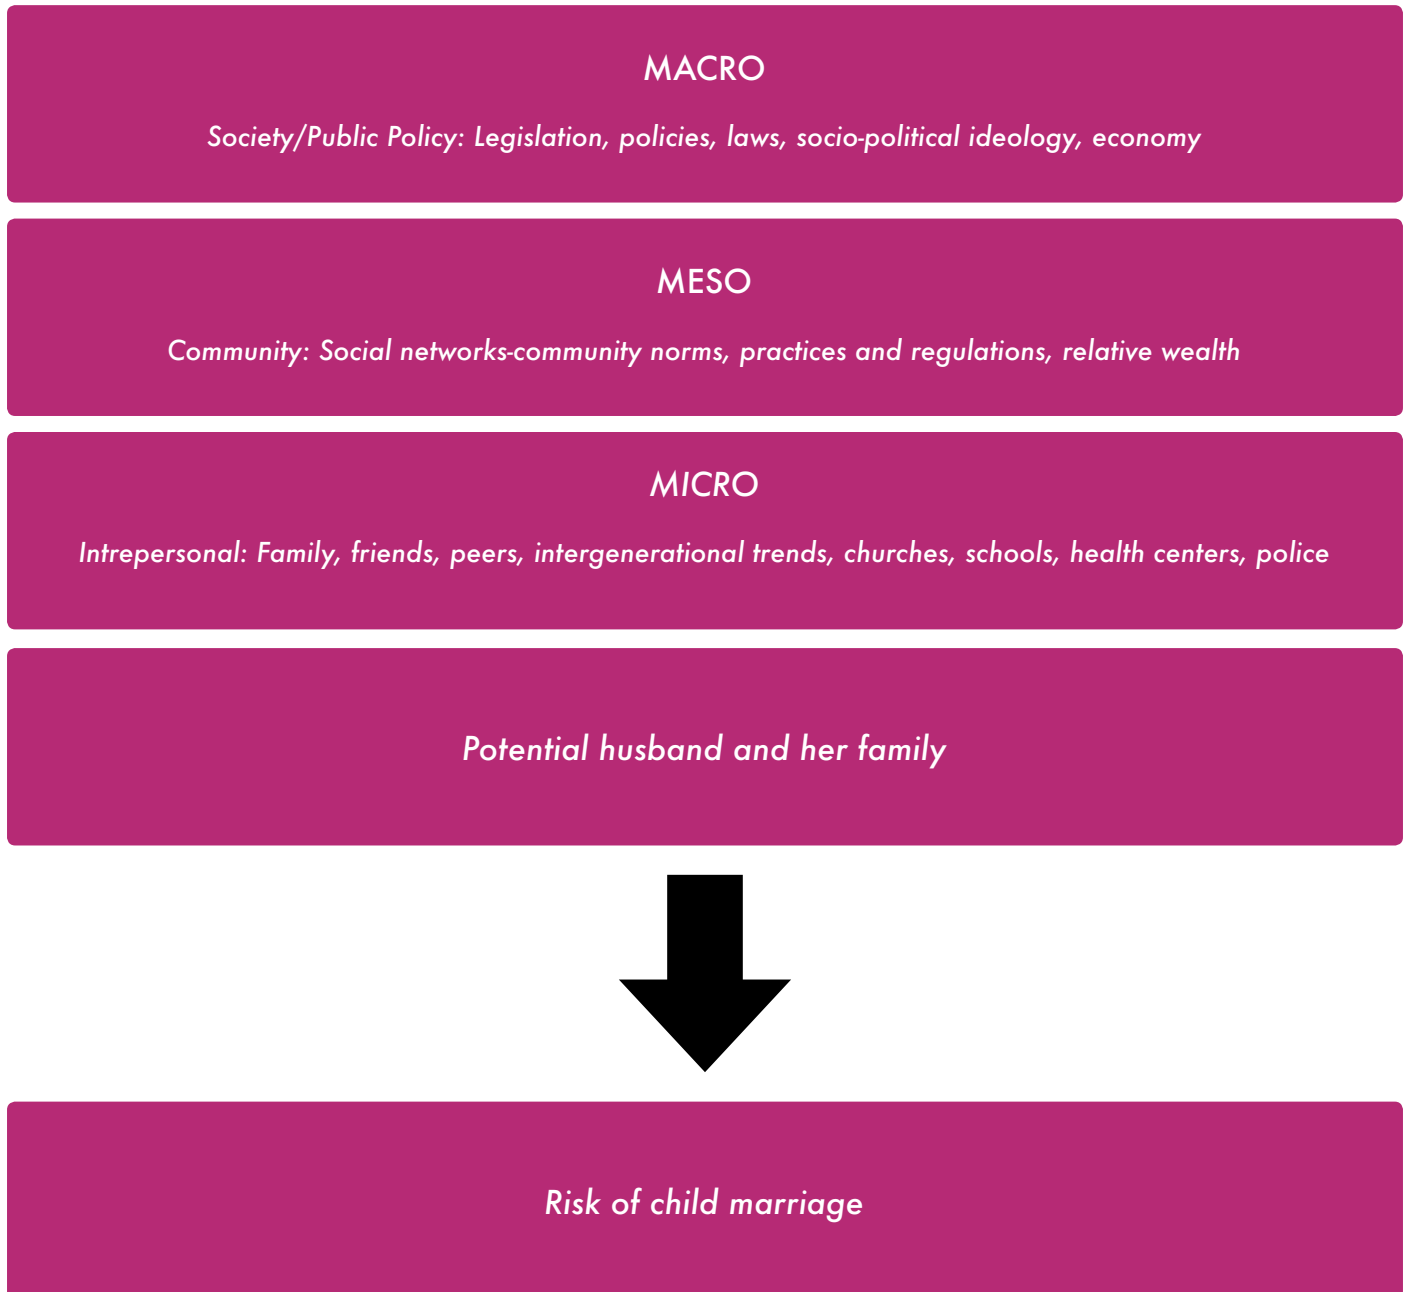 MACRO
Society/Public Policy: Legislation, policies, laws, socio-political ideology, economy
MESO
Community: Social networks-community norms, practices and regulations, relative wealth
MICRO
Intrepersonal: Family, friends, peers, intergenerational trends, churches, schools, health centers, police
Potential husband and her family
Risk of child marriage